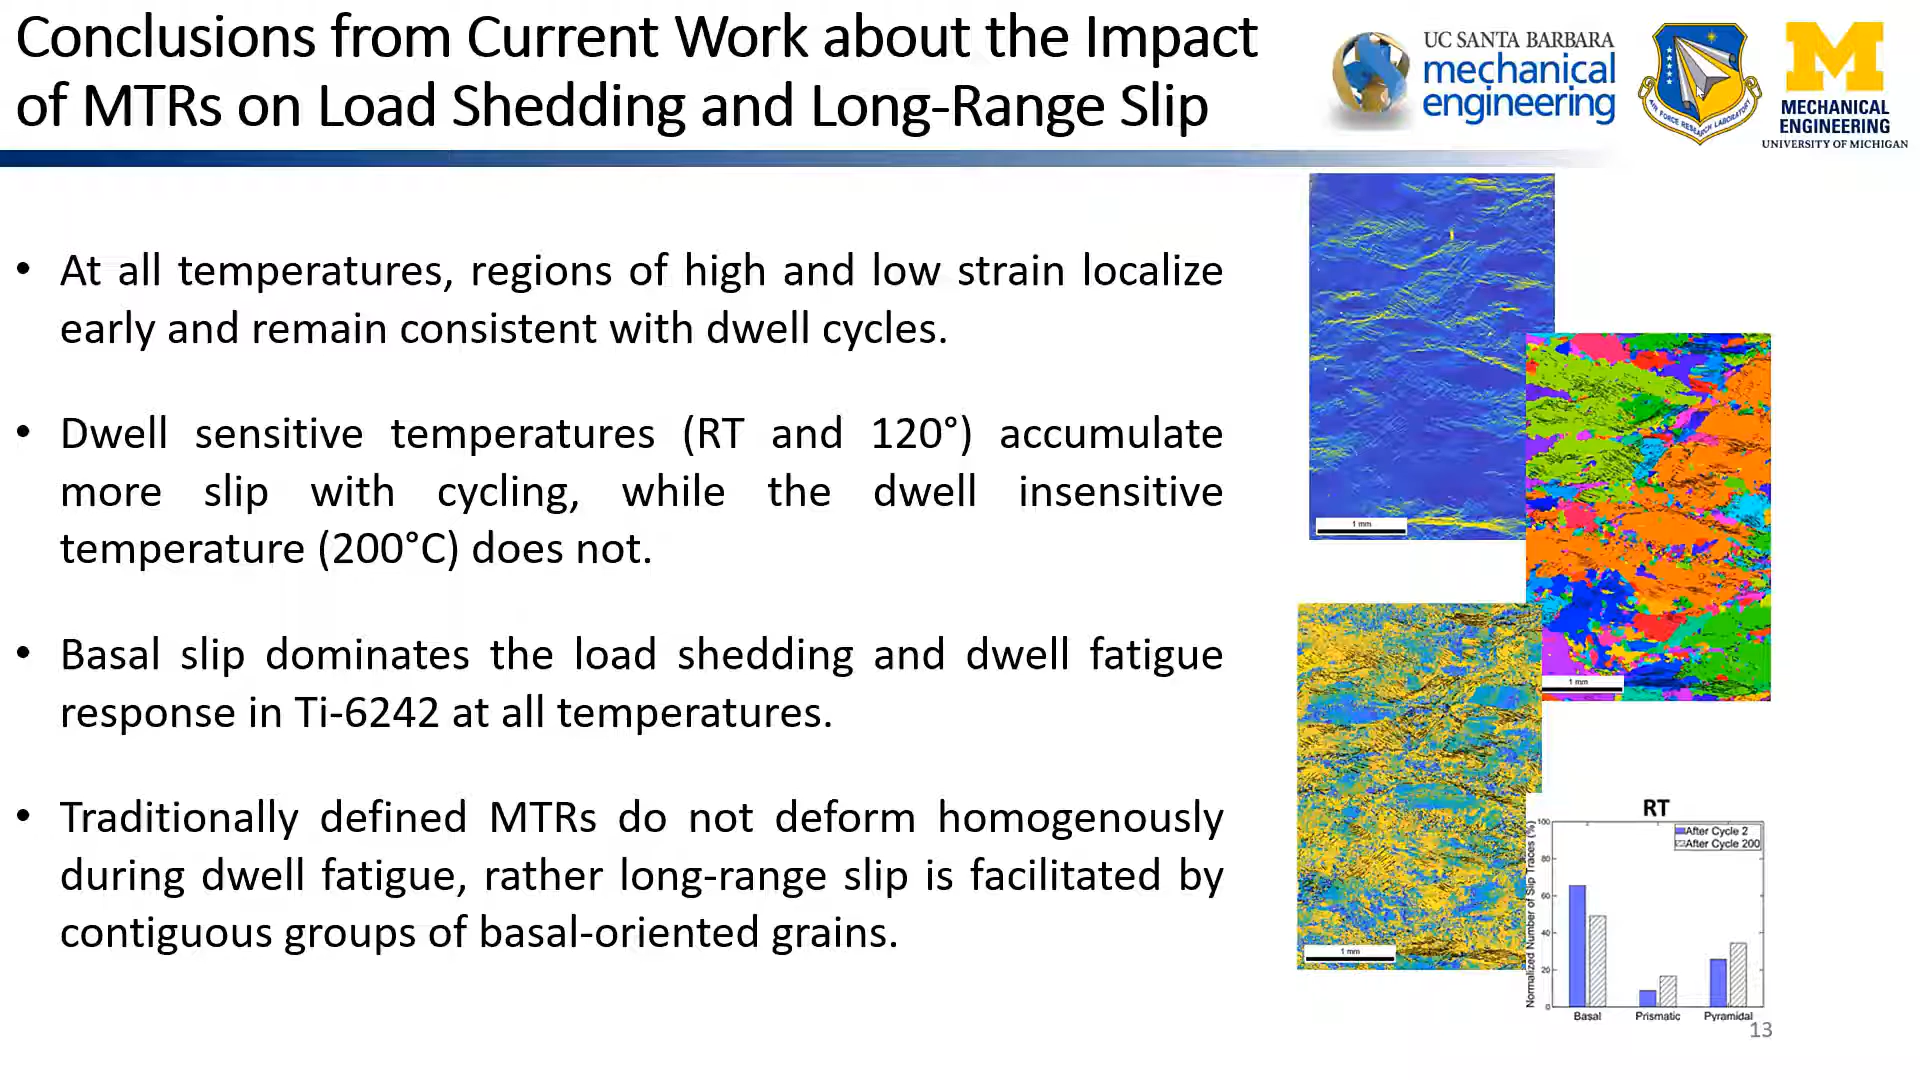 Conclusions from Current Work about the Impact
of MTRs on Load Shedding and Long-Range Slip
UC SANTA BARBARA
mechanical
engineering
AIR FORCE RESEARCH LABORATORY
M
MECHANICAL
ENGINEERING
UNIVERSITY OF MICHIGAN
• At all temperatures, regions of high and low strain localize
early and remain consistent with dwell cycles.
• Dwell sensitive temperatures (RT and 120°) accumulate
more slip with cycling, while the dwell insensitive
temperature (200°C) does not.
• Basal slip dominates the load shedding and dwell fatigue
response in Ti-6242 at all temperatures.
• Traditionally defined MTRs do not deform homogenously
during dwell fatigue, rather long-range slip is facilitated by
contiguous groups of basal-oriented grains.
1 mm
1 mm
1 mm
RT
Normalized Number of Slip Traces (%)
100
80
60
40
20
0
After Cycle 2
After Cycle 200
Basal
Prismatic
Pyramidal
13